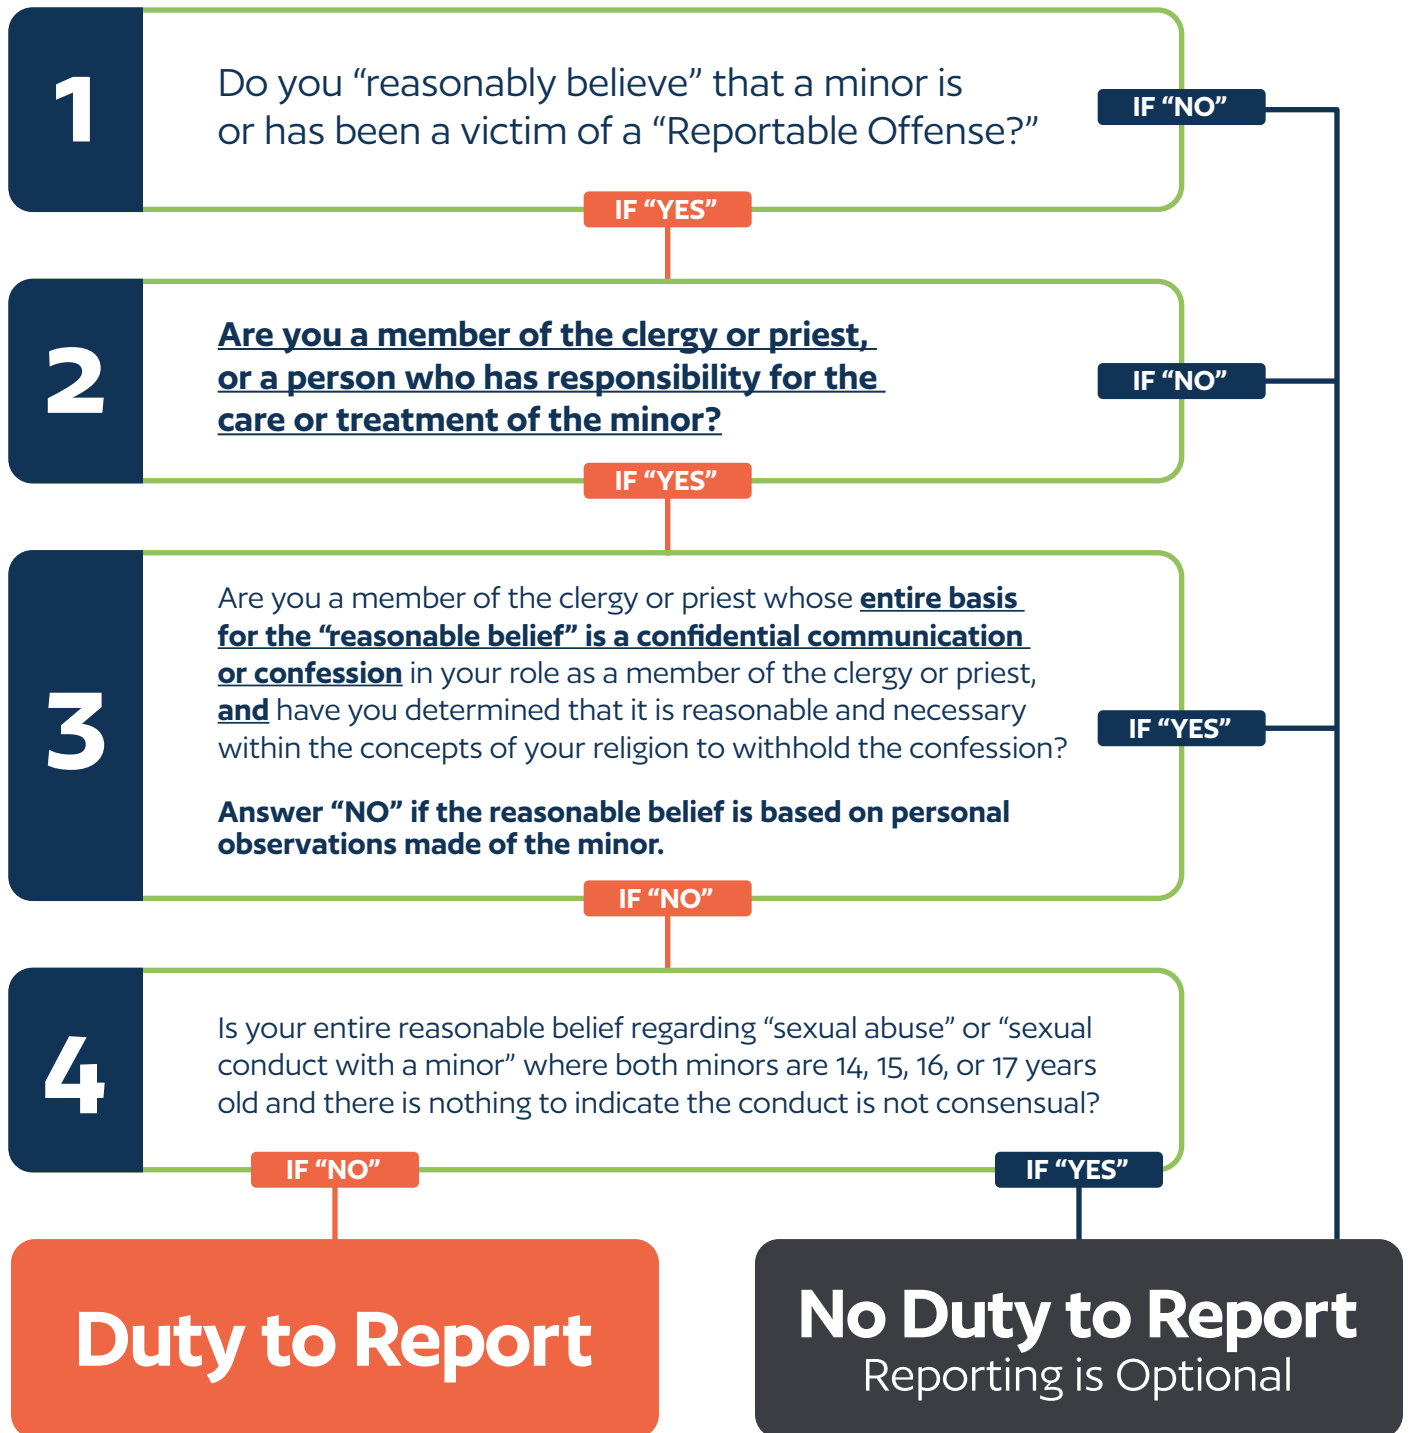 1
Do you “reasonably believe” that a minor is
or has been a victim of a “Reportable Offense?”
IF “NO”
IF “YES”
2
Are you a member of the clergy or priest,
or a person who has responsibility for the
care or treatment of the minor?
IF “NO”
IF “YES”
3
Are you a member of the clergy or priest whose entire basis
for the “reasonable belief” is a confidential communication
or confession in your role as a member of the clergy or priest,
and have you determined that it is reasonable and necessary
within the concepts of your religion to withhold the confession?
IF “YES”
Answer “NO” if the reasonable belief is based on personal
observations made of the minor.
IF “NO”
4
Is your entire reasonable belief regarding “sexual abuse” or “sexual
conduct with a minor” where both minors are 14, 15, 16, or 17 years
old and there is nothing to indicate the conduct is not consensual?
IF “NO”
IF “YES”
Duty to Report
No Duty to Report
Reporting is Optional